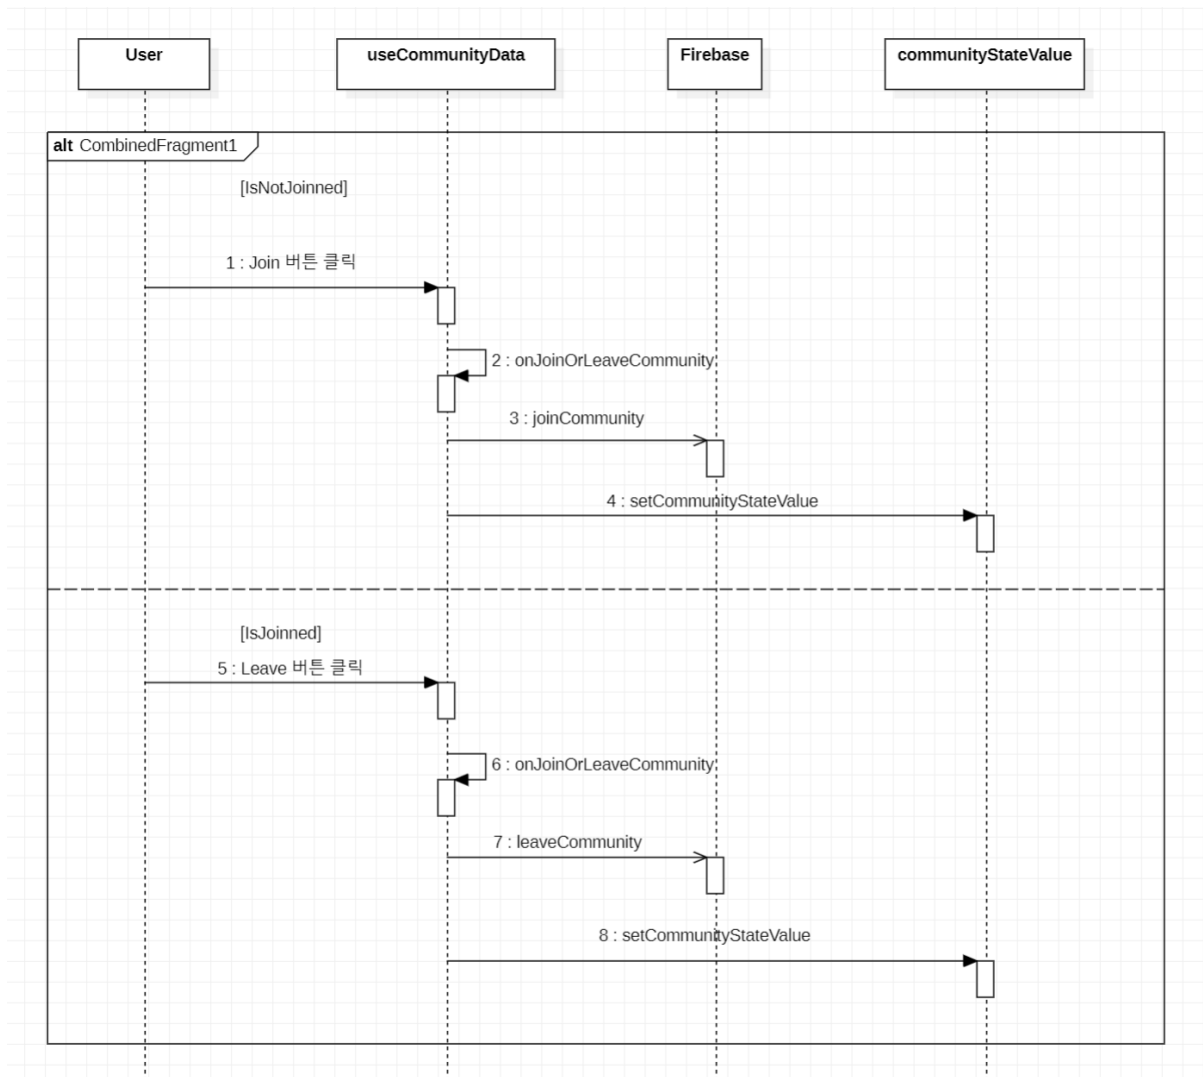 User
useCommunityData
Firebase
communityStateValue
alt CombinedFragment1
[IsNotJoinned]
1 : Join 버튼 클릭
2 : onJoinOrLeaveCommunity
3 : joinCommunity
4 : setCommunityStateValue
[IsJoinned]
5 : Leave 버튼 클릭
6 : onJoinOrLeaveCommunity
7 : leaveCommunity
8 : setCommunityStateValue